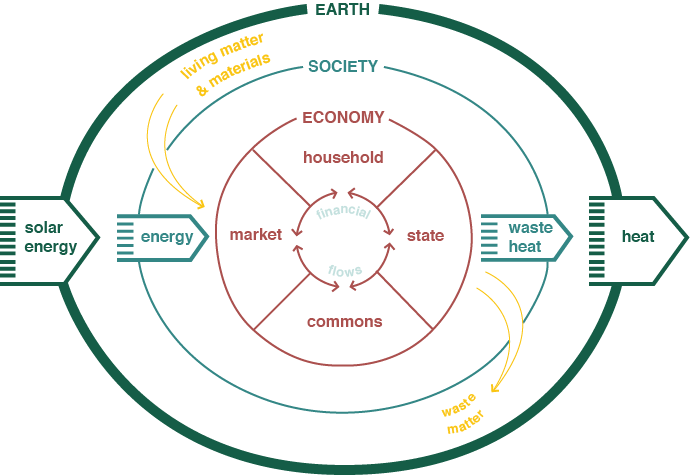 EARTH
living matter
& materials
SOCIETY
ECONOMY
household
financial
solar
energy
energy
market
state
waste
heat
heat
flows
commons
waste
matter